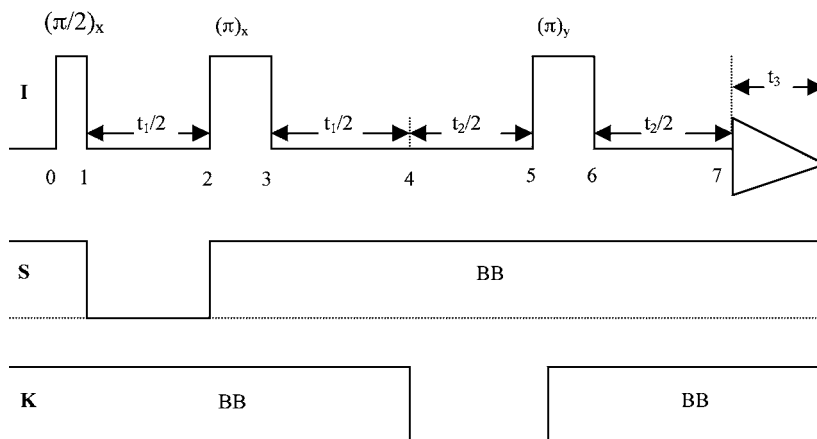 (π/2)ₓ (π)ₓ (π)ᵧ
t₃
I
t₁/2 t₁/2 t₂/2 t₂/2
0 1 2 3 4 5 6 7
S BB
K BB BB